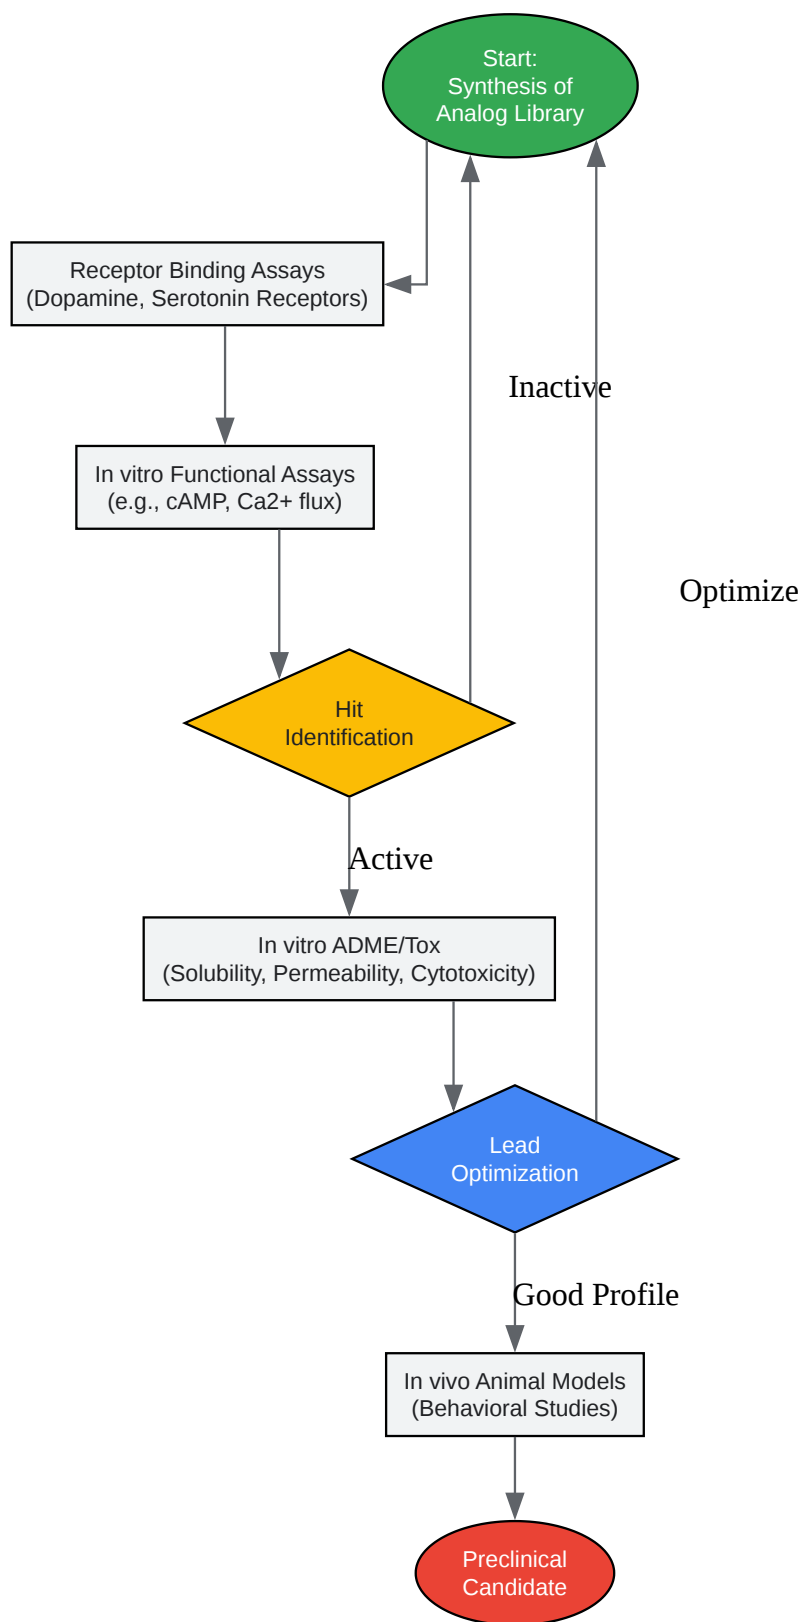 Start:
Synthesis of
Analog Library
Receptor Binding Assays
(Dopamine, Serotonin Receptors)
Inactive
In vitro Functional Assays
(e.g., cAMP, Ca2+ flux)
Optimize
Hit
Identification
Active
In vitro ADME/Tox
(Solubility, Permeability, Cytotoxicity)
Lead
Optimization
Good Profile
In vivo Animal Models
(Behavioral Studies)
Preclinical
Candidate